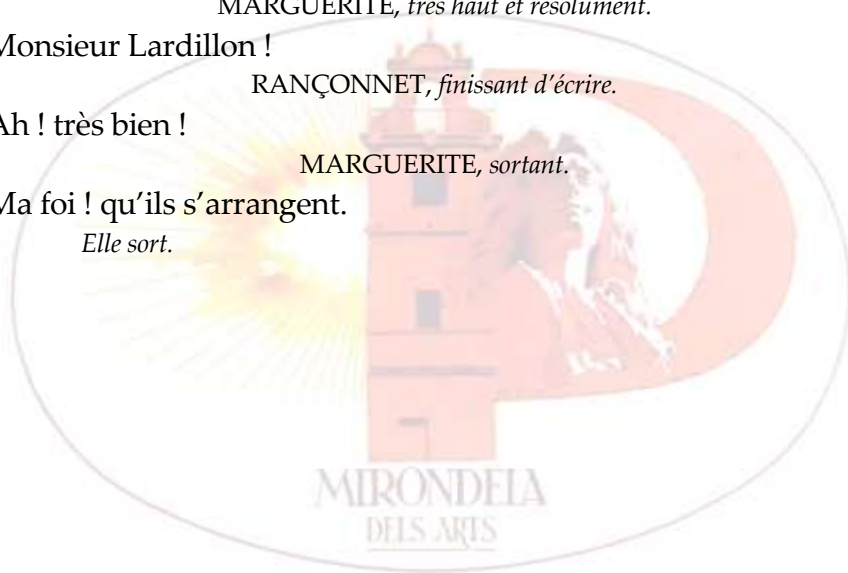 MARGUERITE, très haut et résolument.
Monsieur Lardillon !
RANÇONNET, finissant d’écrire.
Ah ! très bien !
MARGUERITE, sortant.
Ma foi ! qu’ils s’arrangent.
Elle sort.
MIRONDELA
DELS ARTS